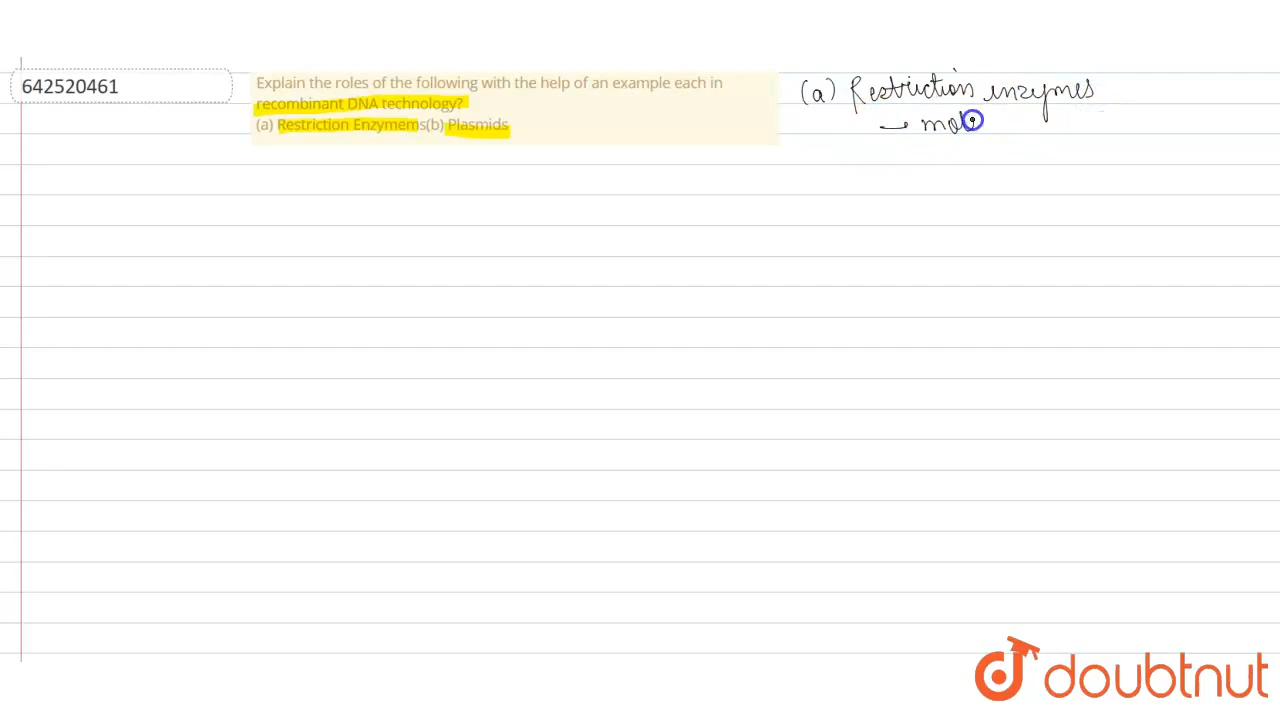 642520461
Explain the roles of the following with the help of an example each in
recombinant DNA technology?
(a) Restriction Enzymems(b) Plasmids
(a) Restriction enzymes
→ mol
doubtnut